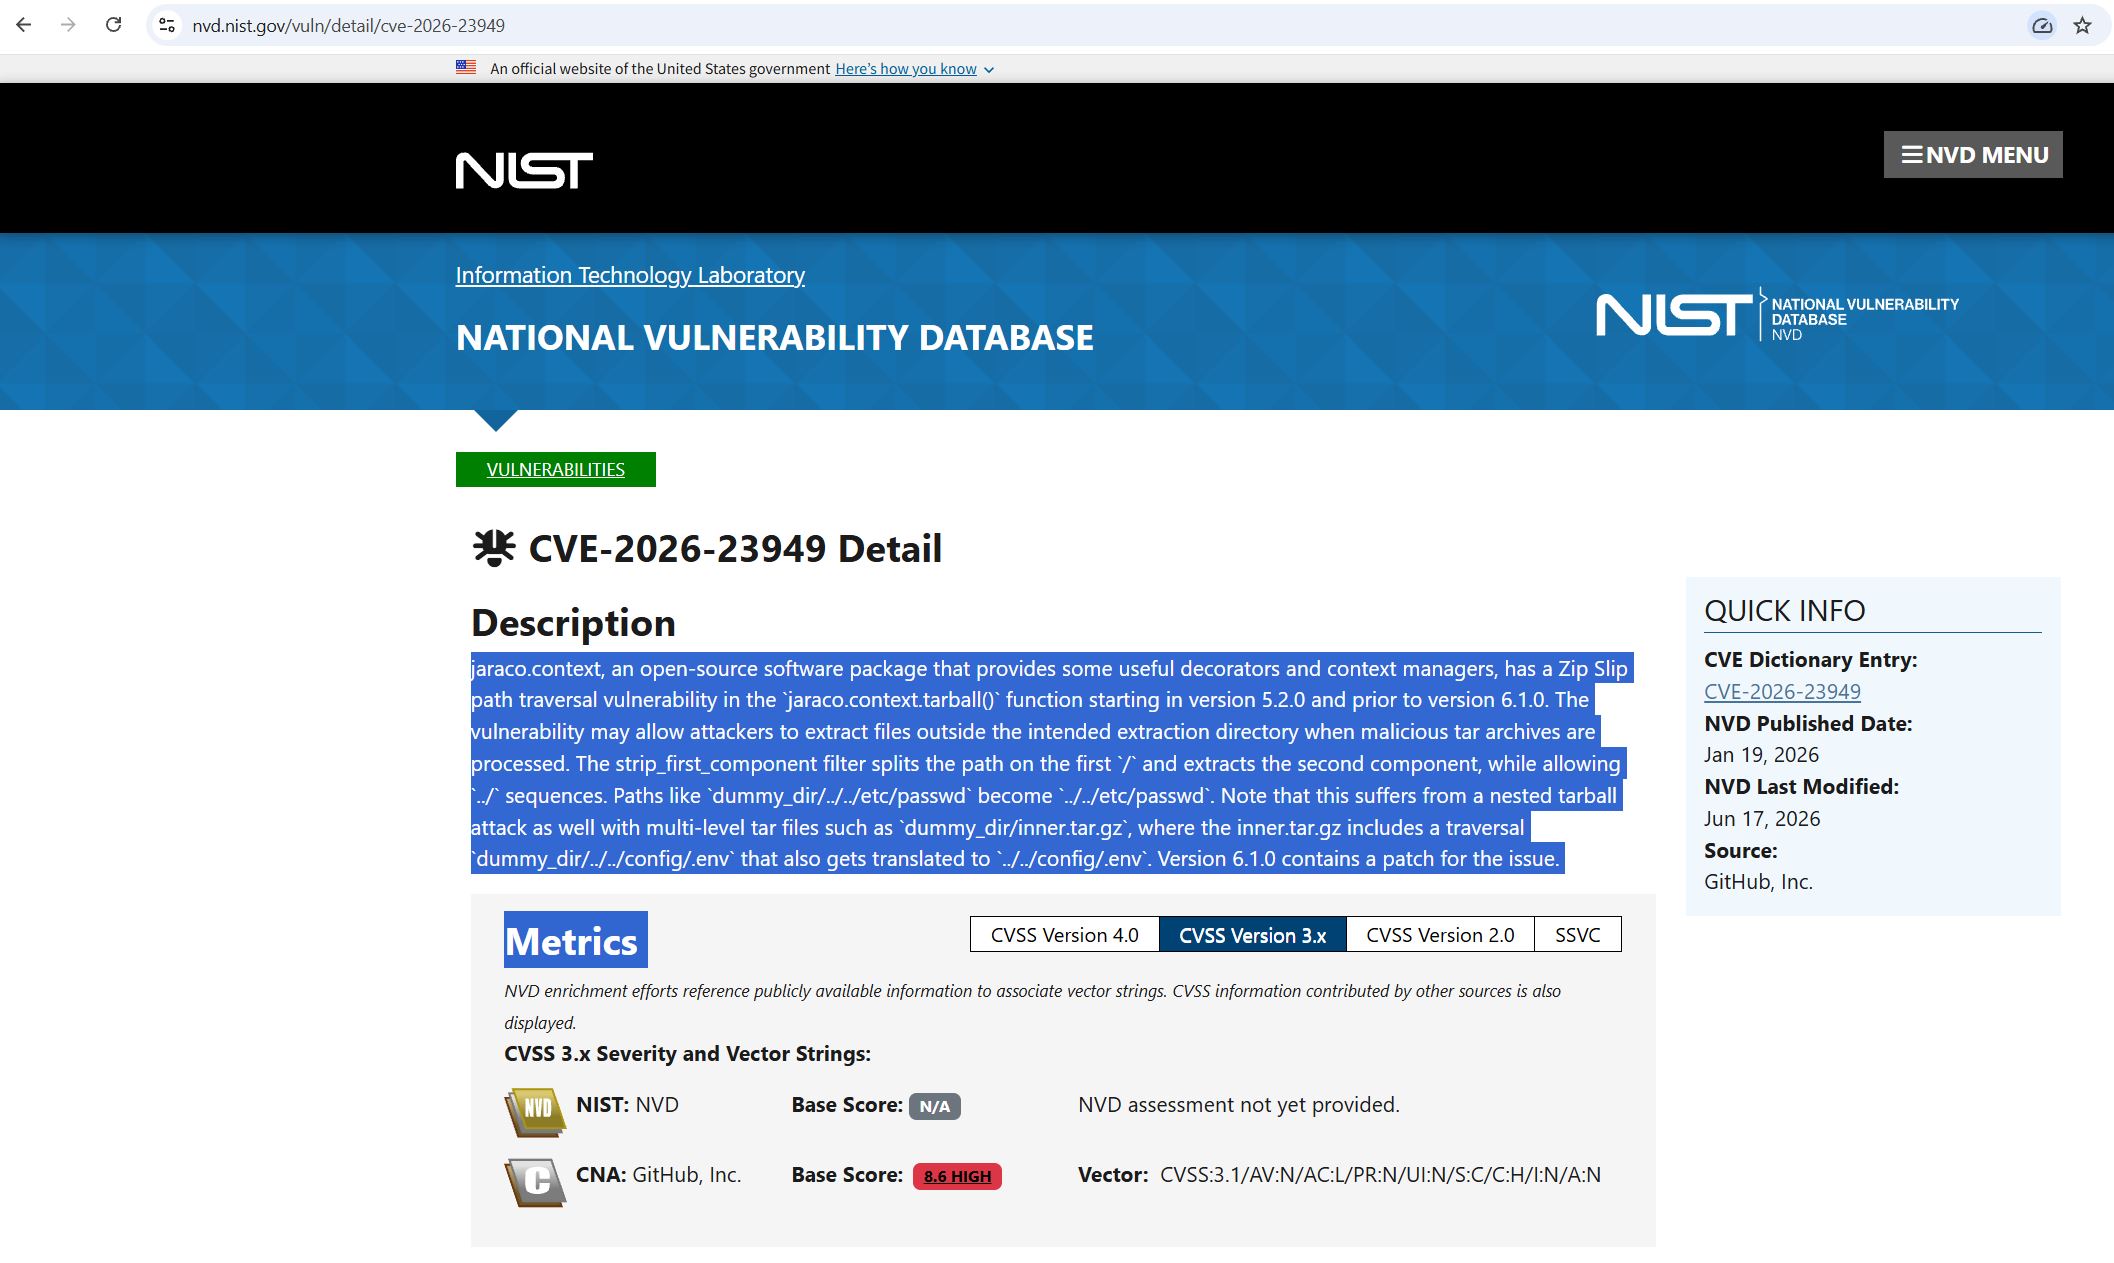 nvd.nist.gov/vuln/detail/cve-2026-23949
An official website of the United States government Here's how you know
NIST
NVD MENU
Information Technology Laboratory
NATIONAL VULNERABILITY DATABASE
NIST
NATIONAL VULNERABILITY
DATABASE
NVD
VULNERABILITIES
CVE-2026-23949 Detail
Description
jaraco.context, an open-source software package that provides some useful decorators and context managers, has a Zip Slip
path traversal vulnerability in the `jaraco.context.tarball()` function starting in version 5.2.0 and prior to version 6.1.0. The
vulnerability may allow attackers to extract files outside the intended extraction directory when malicious tar archives are
processed. The strip_first_component filter splits the path on the first `/` and extracts the second component, while allowing
`../` sequences. Paths like `dummy_dir/../../etc/passwd` become `../../etc/passwd`. Note that this suffers from a nested tarball
attack as well with multi-level tar files such as `dummy_dir/inner.tar.gz`, where the inner.tar.gz includes a traversal
`dummy_dir/../../config/.env` that also gets translated to `../../config/.env`. Version 6.1.0 contains a patch for the issue.
QUICK INFO
CVE Dictionary Entry:
CVE-2026-23949
NVD Published Date:
Jan 19, 2026
NVD Last Modified:
Jun 17, 2026
Source:
GitHub, Inc.
Metrics
CVSS Version 4.0 CVSS Version 3.x CVSS Version 2.0 SSVC
NVD enrichment efforts reference publicly available information to associate vector strings. CVSS information contributed by other sources is also
displayed.
CVSS 3.x Severity and Vector Strings:
NVD NIST: NVD Base Score: N/A NVD assessment not yet provided.
C CNA: GitHub, Inc. Base Score: 8.6 HIGH Vector: CVSS:3.1/AV:N/AC:L/PR:N/UI:N/S:C/C:H/I:N/A:N